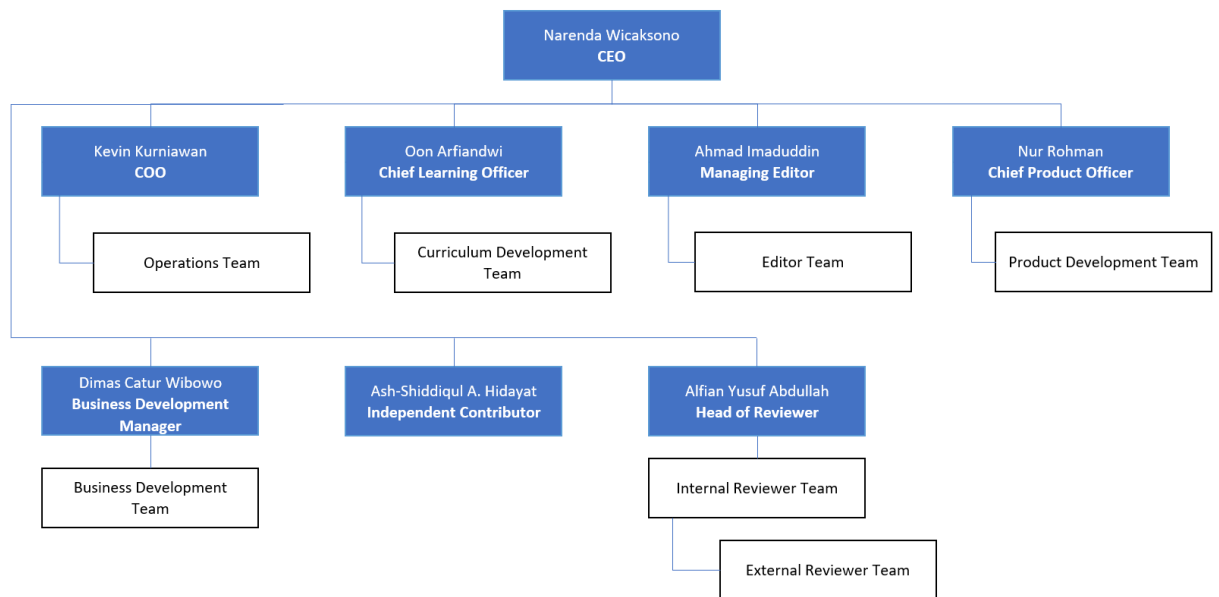 Narenda Wicaksono
CEO
Kevin Kurniawan
COO
Oon Arfiandwi
Chief Learning Officer
Ahmad Imaduddin
Managing Editor
Nur Rohman
Chief Product Officer
Operations Team
Curriculum Development
Team
Editor Team
Product Development Team
Dimas Catur Wibowo
Business Development
Manager
Ash-Shiddiqul A. Hidayat
Independent Contributor
Alfian Yusuf Abdullah
Head of Reviewer
Business Development
Team
Internal Reviewer Team
External Reviewer Team